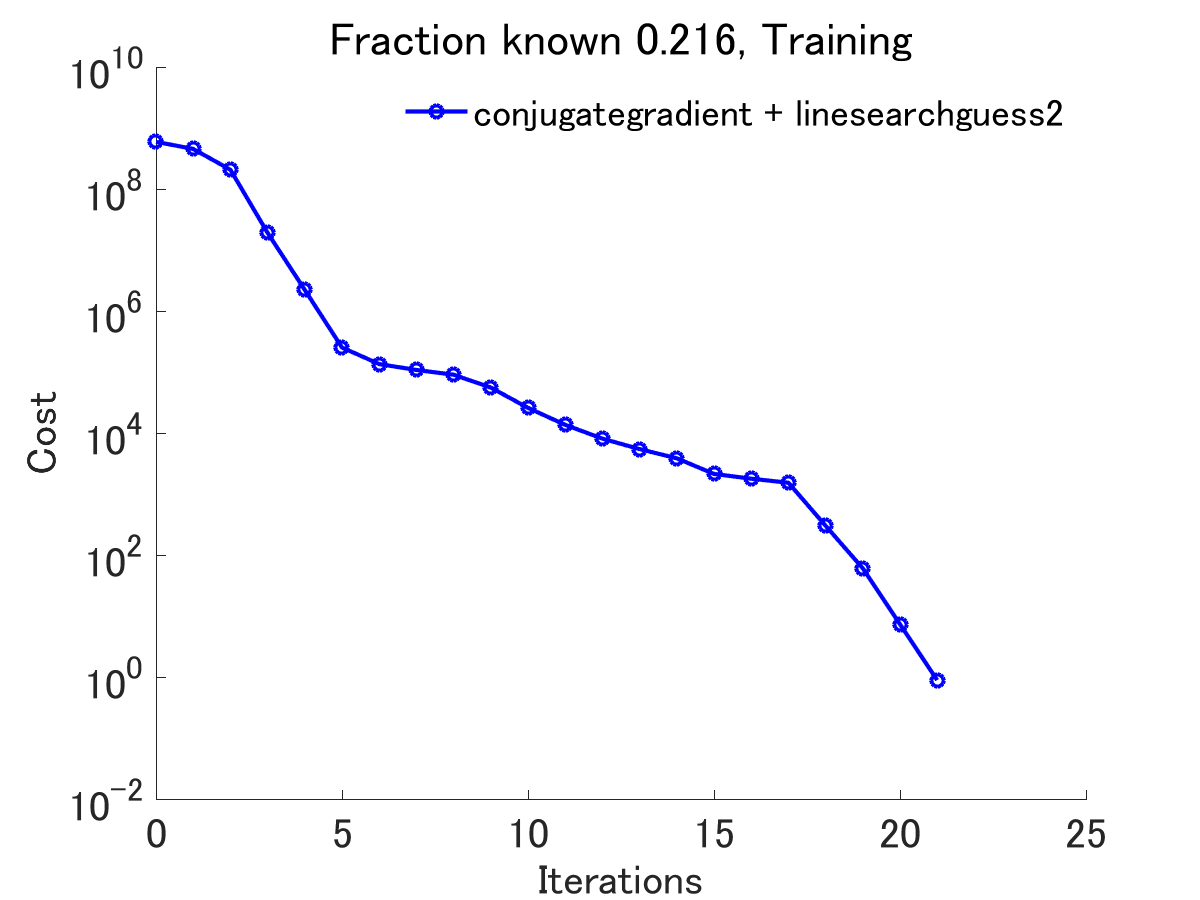 Fraction known 0.216, Training
conjugategradient + linesearchguess2
10^10
10^8
10^6
10^4
10^2
10^0
10^-2
Cost
0 5 10 15 20 25
Iterations